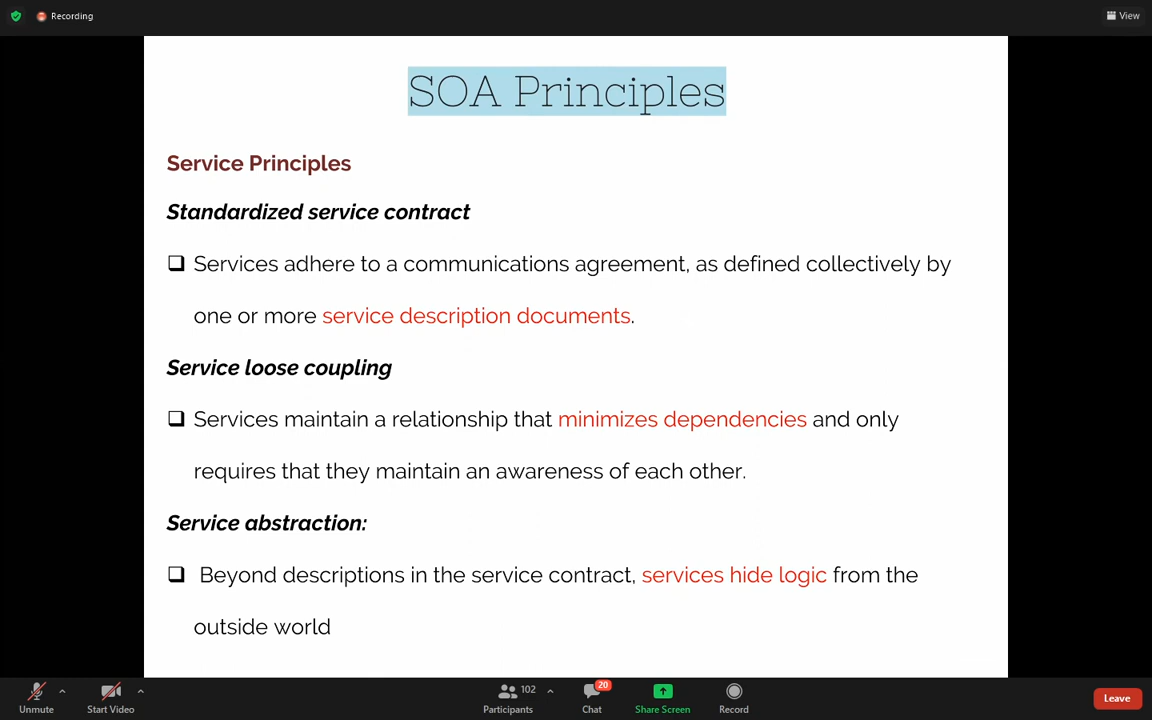 Recording
View
SOA Principles
Service Principles
Standardized service contract
Services adhere to a communications agreement, as defined collectively by
one or more service description documents.
Service loose coupling
Services maintain a relationship that minimizes dependencies and only
requires that they maintain an awareness of each other.
Service abstraction:
Beyond descriptions in the service contract, services hide logic from the
outside world
102
20
Unmute
Start Video
Participants
Chat
Share Screen
Record
Leave